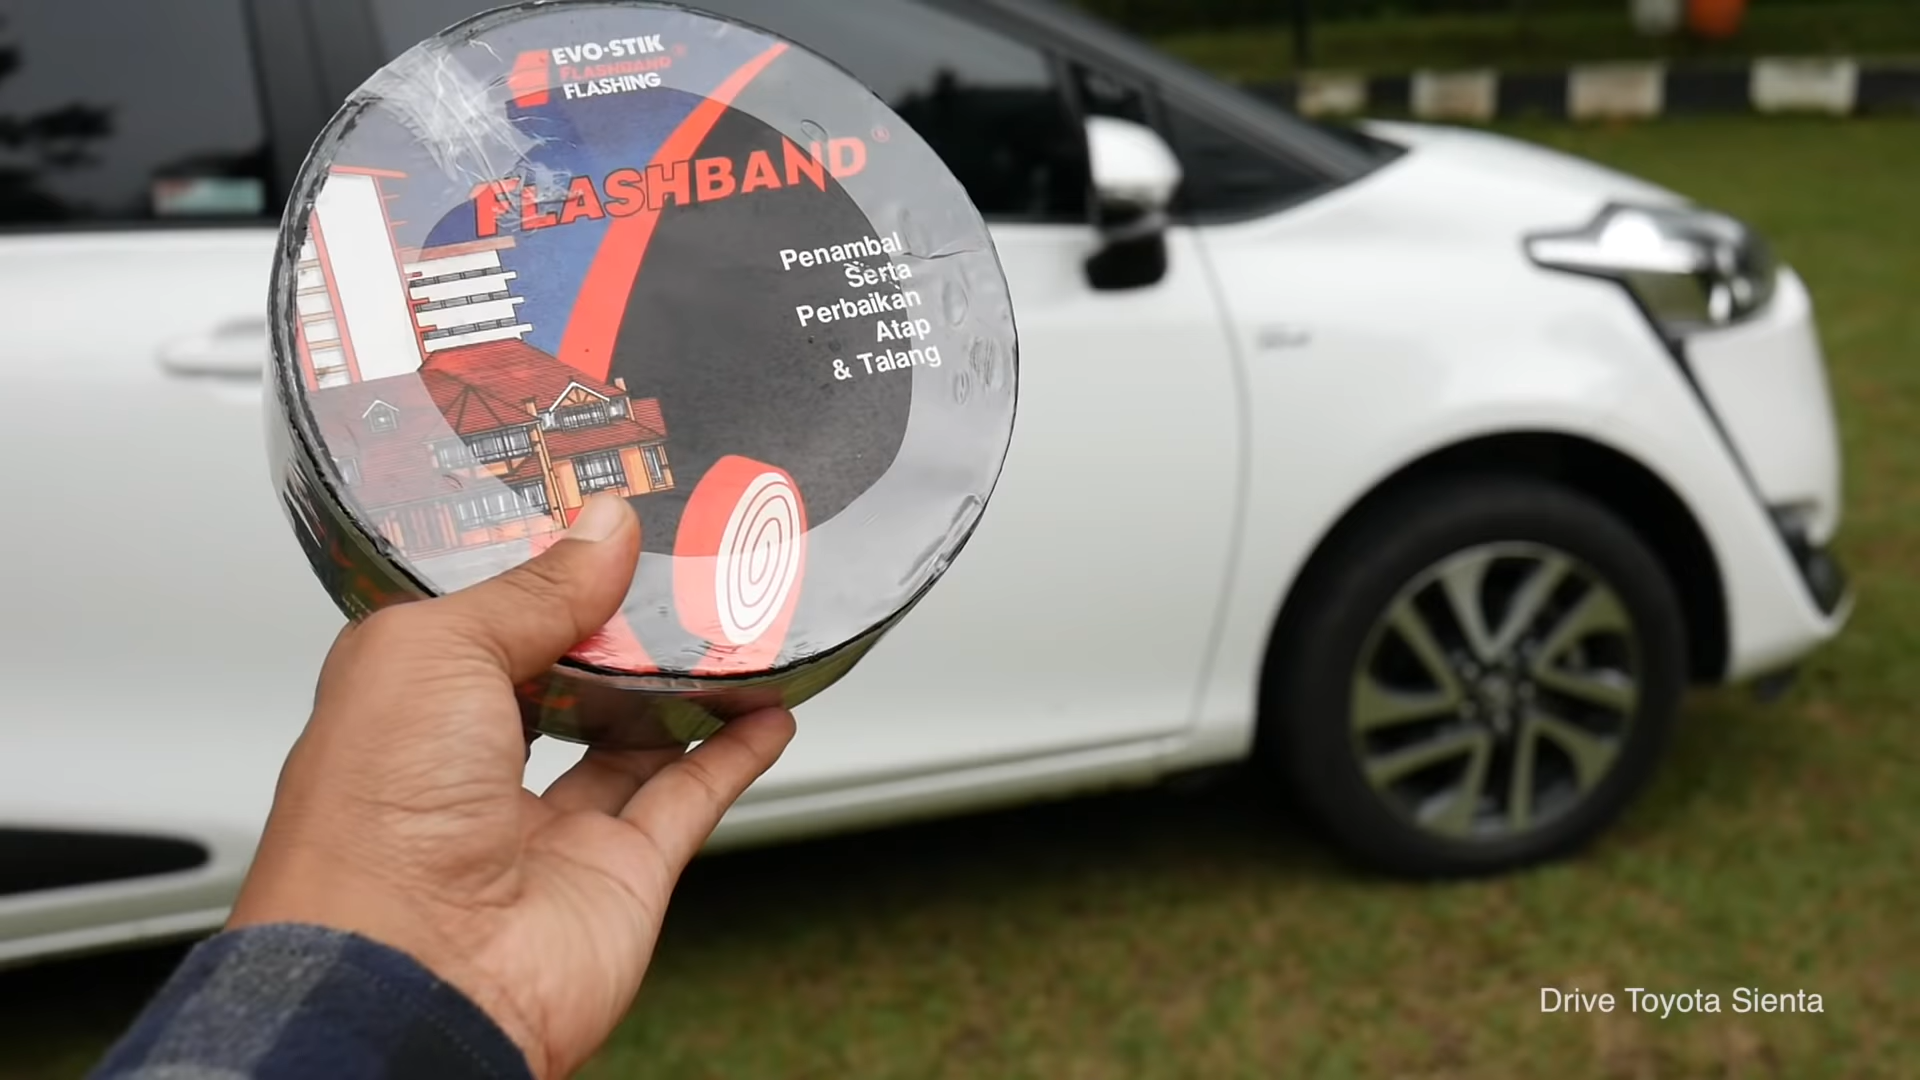 EVO-STIK®
FLASHBAND
FLASHING
FLASHBAND®
Penambal
Serta
Perbaikan
Atap
& Talang
Drive Toyota Sienta